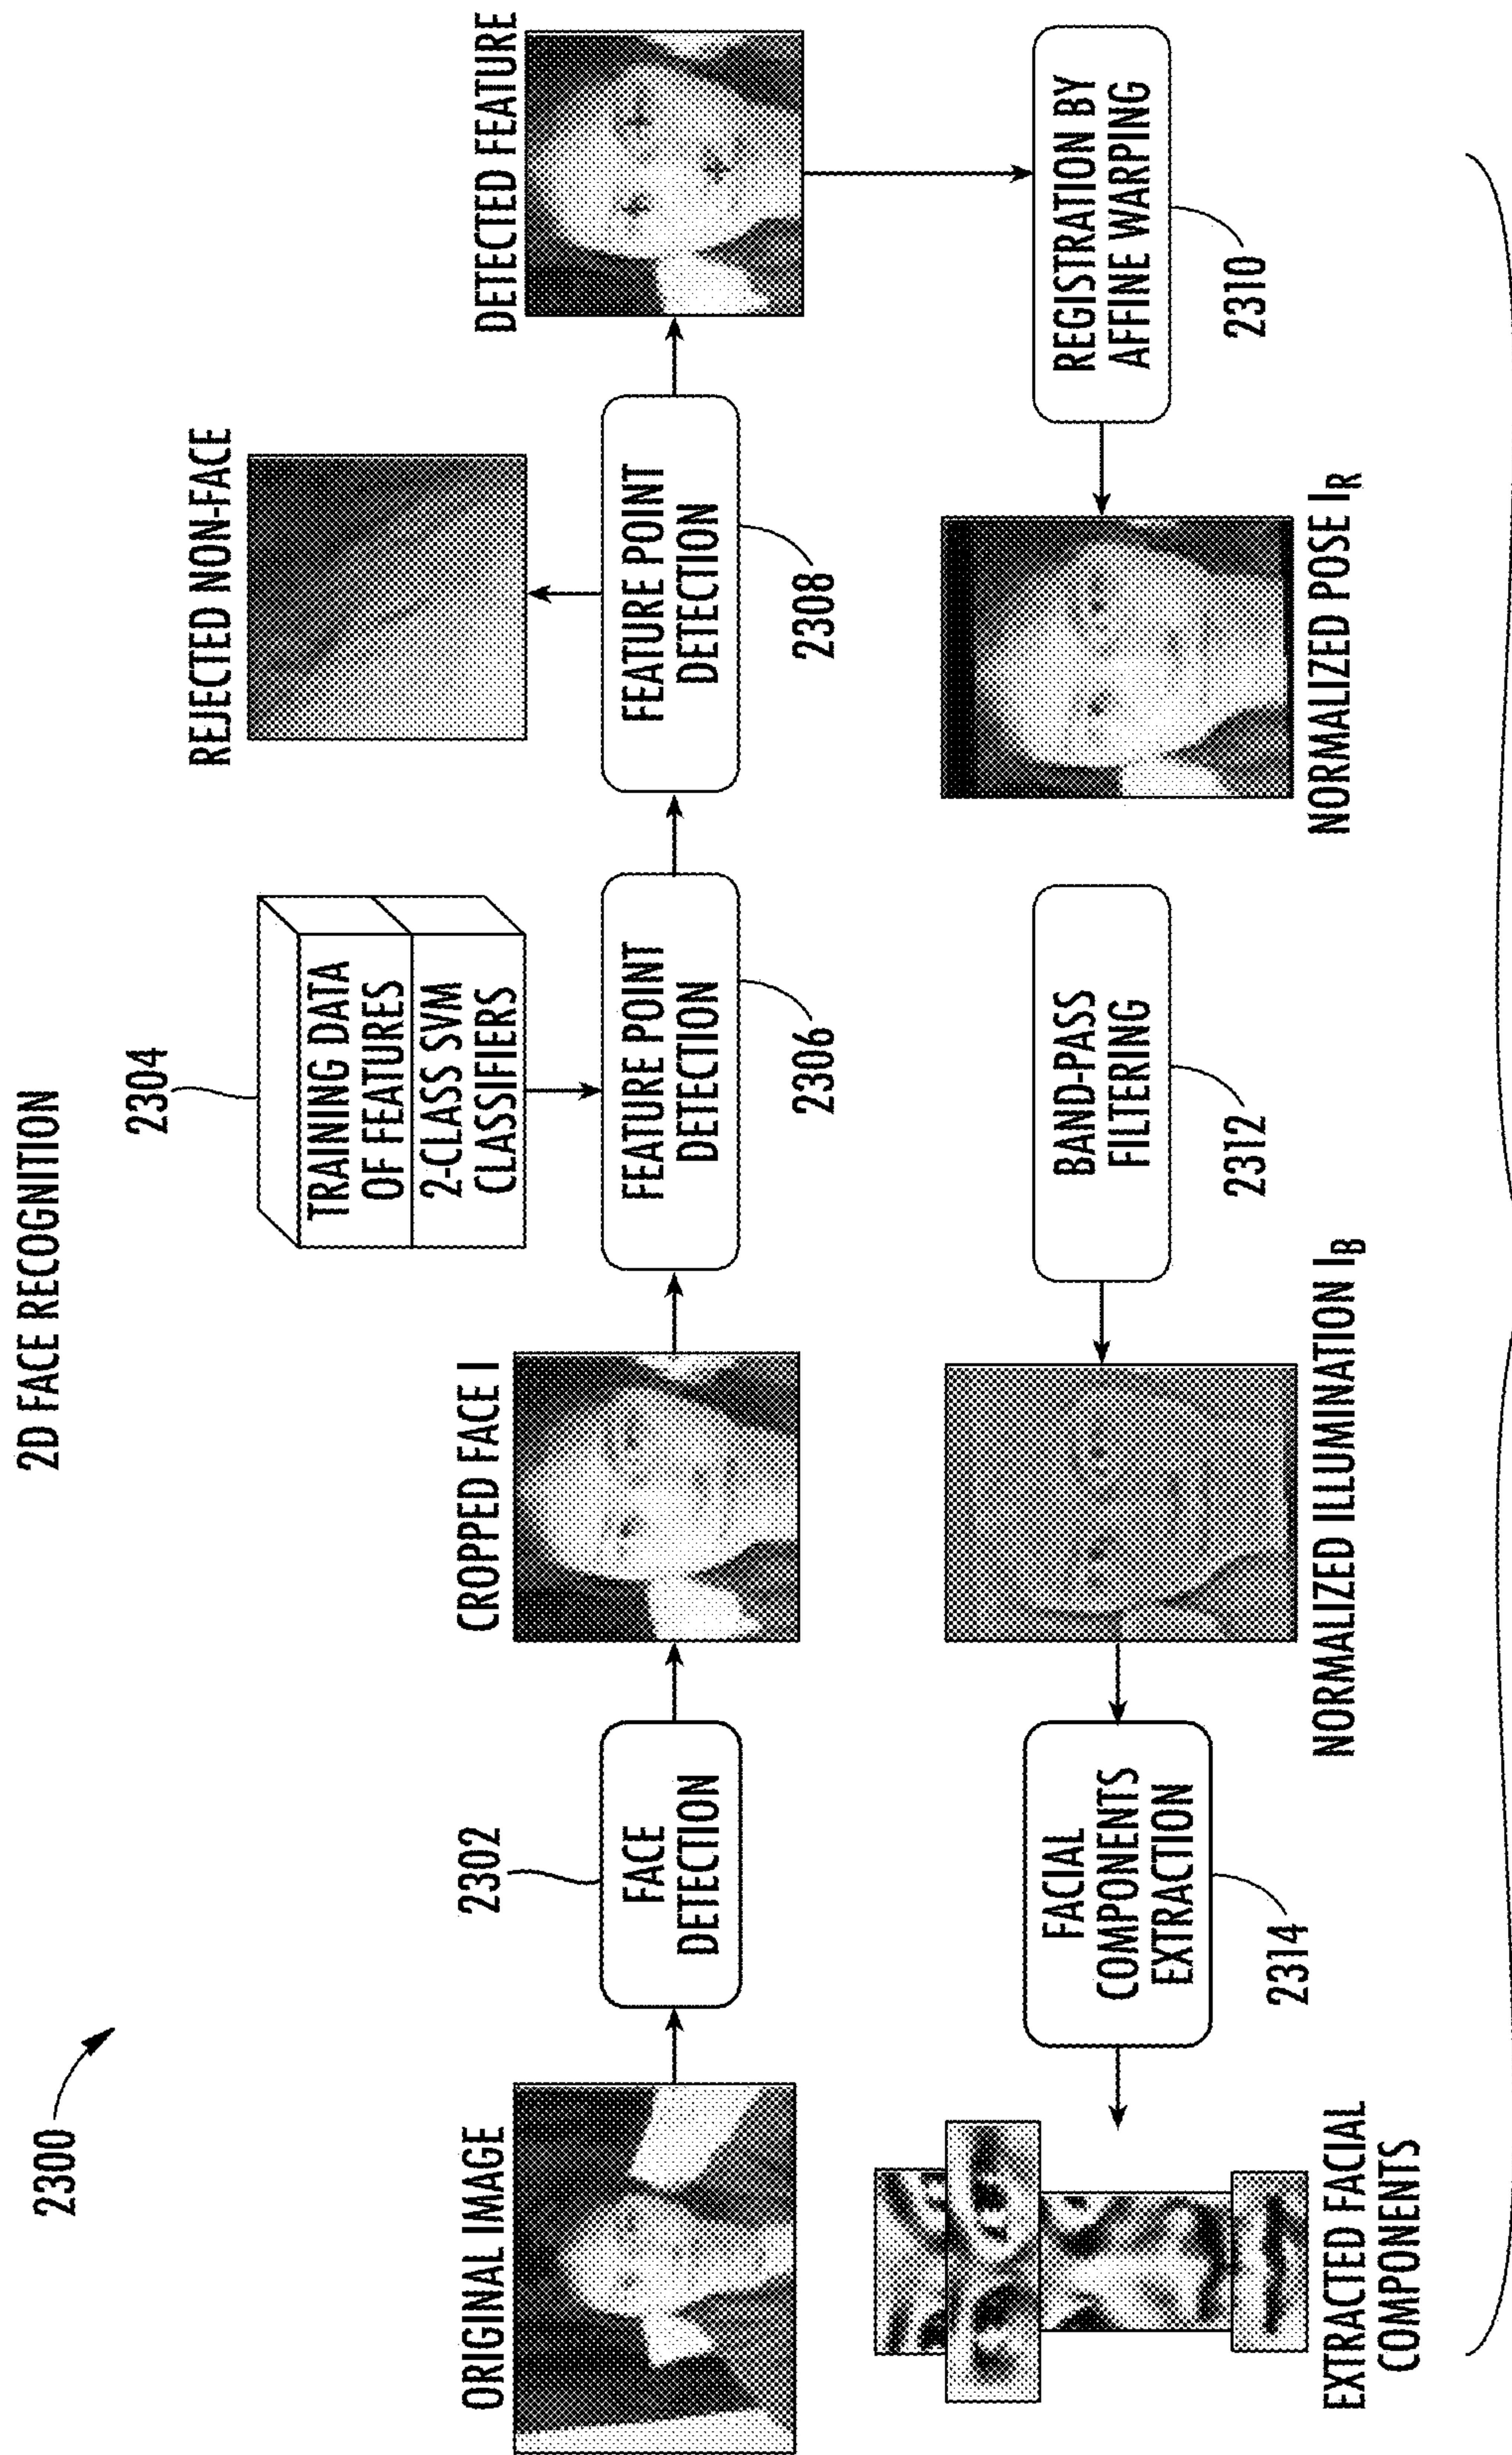 2D FACE RECOGNITION
2300
2304
TRAINING DATA
OF FEATURES
2-CLASS SVM
CLASSIFIERS
REJECTED NON-FACE
ORIGINAL IMAGE
2302
FACE
DETECTION
CROPPED FACE I
FEATURE POINT
DETECTION
2306
FEATURE POINT
DETECTION
2308
DETECTED FEATURE
EXTRACTED FACIAL
COMPONENTS
FACIAL
COMPONENTS
EXTRACTION
2314
NORMALIZED ILLUMINATION I_B
BAND-PASS
FILTERING
2312
NORMALIZED POSE I_R
REGISTRATION BY
AFFINE WARPING
2310